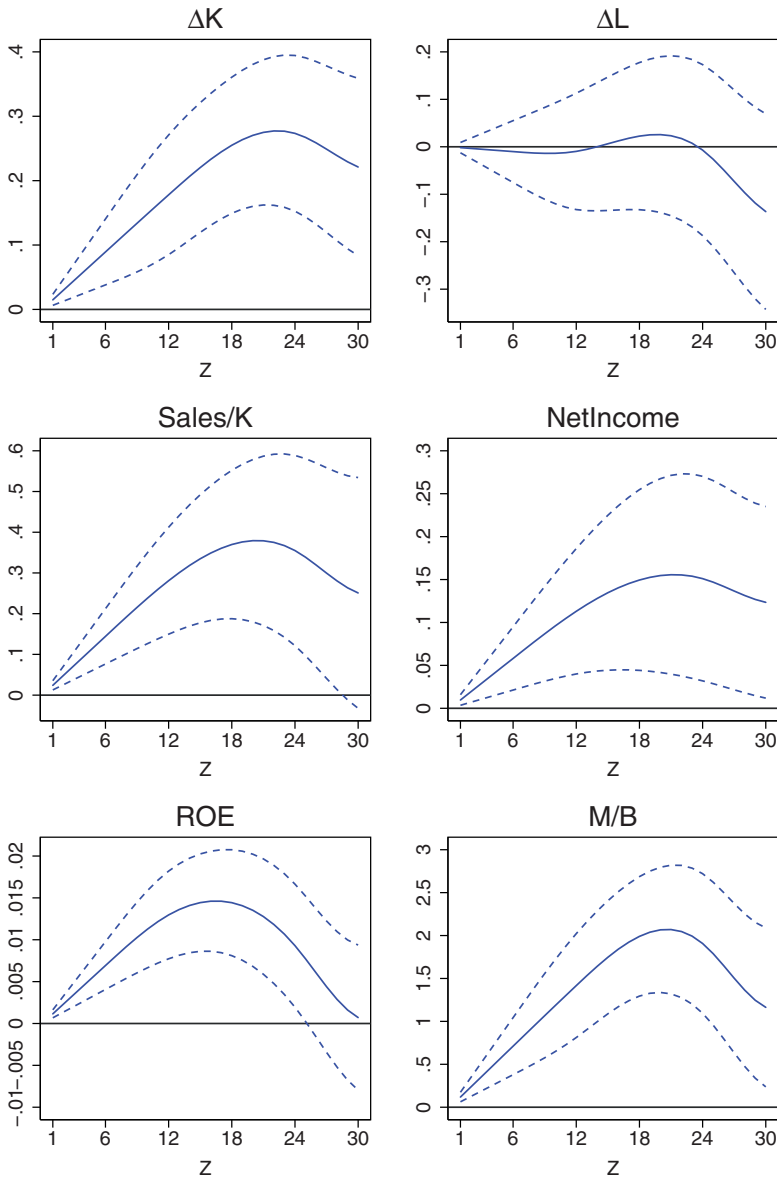 ΔK
.4
.3
.2
.1
0
1 6 12 18 24 30
Z
ΔL
.2
.1
0
-.1
-.2
-.3
1 6 12 18 24 30
Z
Sales/K
.6
.5
.4
.3
.2
.1
0
1 6 12 18 24 30
Z
NetIncome
.3
.25
.2
.15
.1
.05
0
1 6 12 18 24 30
Z
ROE
.02
.015
.01
.005
0
-.005
-.01
1 6 12 18 24 30
Z
M/B
3
2.5
2
1.5
1
.5
0
1 6 12 18 24 30
Z